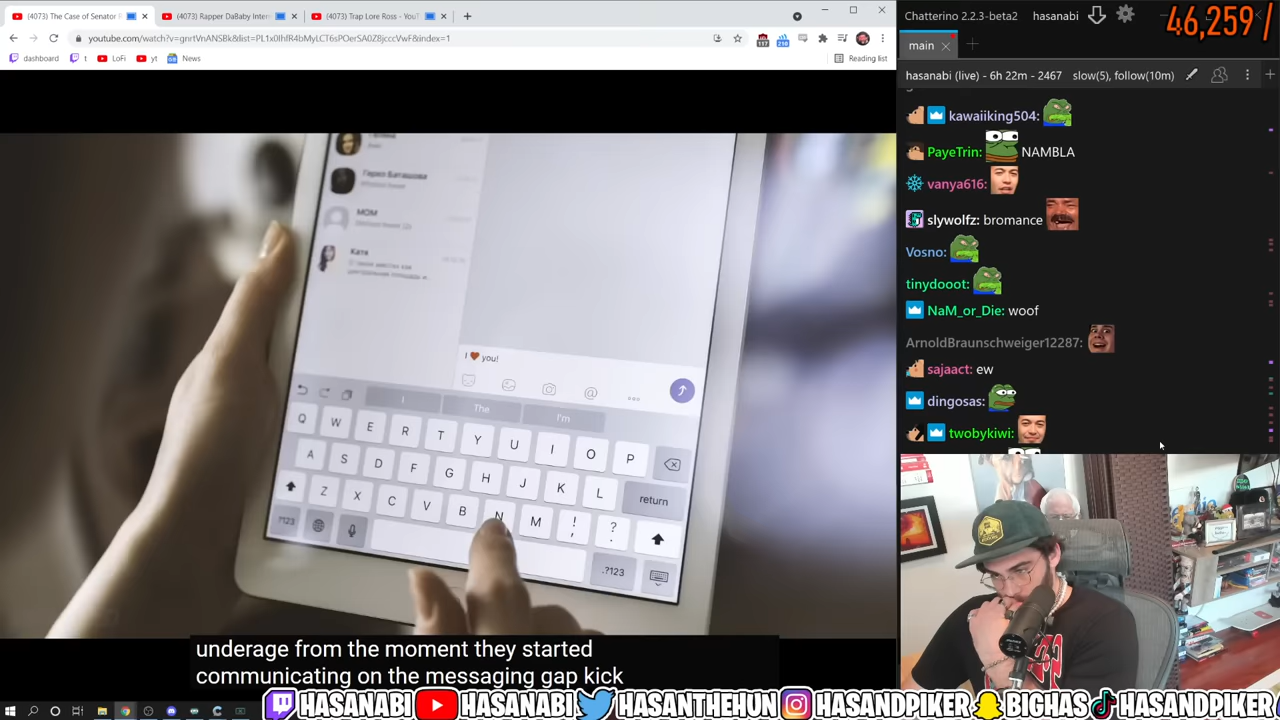 (4073) The Case of Senator R
(4073) Rapper DaBaby Inter
(4073) Trap Lore Ross - YouT
youtube.com/watch?v=gnrtVnANSBk&list=PL1x0lhfR4bMyLCT6sPOerSA0Z8jcccVwF&index=1
dashboard
t
LoFi
yt
News
Reading list
MOM
Катя
I ❤ you!
I
The
I'm
Q W E R T Y U I O P
A S D F G H J K L return
Z X C V B N M ! , ? .
.?123
.?123
underage from the moment they started
communicating on the messaging gap kick
Chatterino 2.2.3-beta2
hasanabi
46,259 /
main
hasanabi (live) - 6h 22m - 2467
slow(5), follow(10m)
kawaiiking504:
PayeTrin: NAMBLA
vanya616:
slywolfz: bromance
Vosno:
tinydooot:
NaM_or_Die: woof
ArnoldBraunschweiger12287:
sajaact: ew
dingosas:
twobykiwi:
HASANABI
HASANABI
HASANTHEHUN
HASANDPIKER
BIGHAS
HASANDPIKER